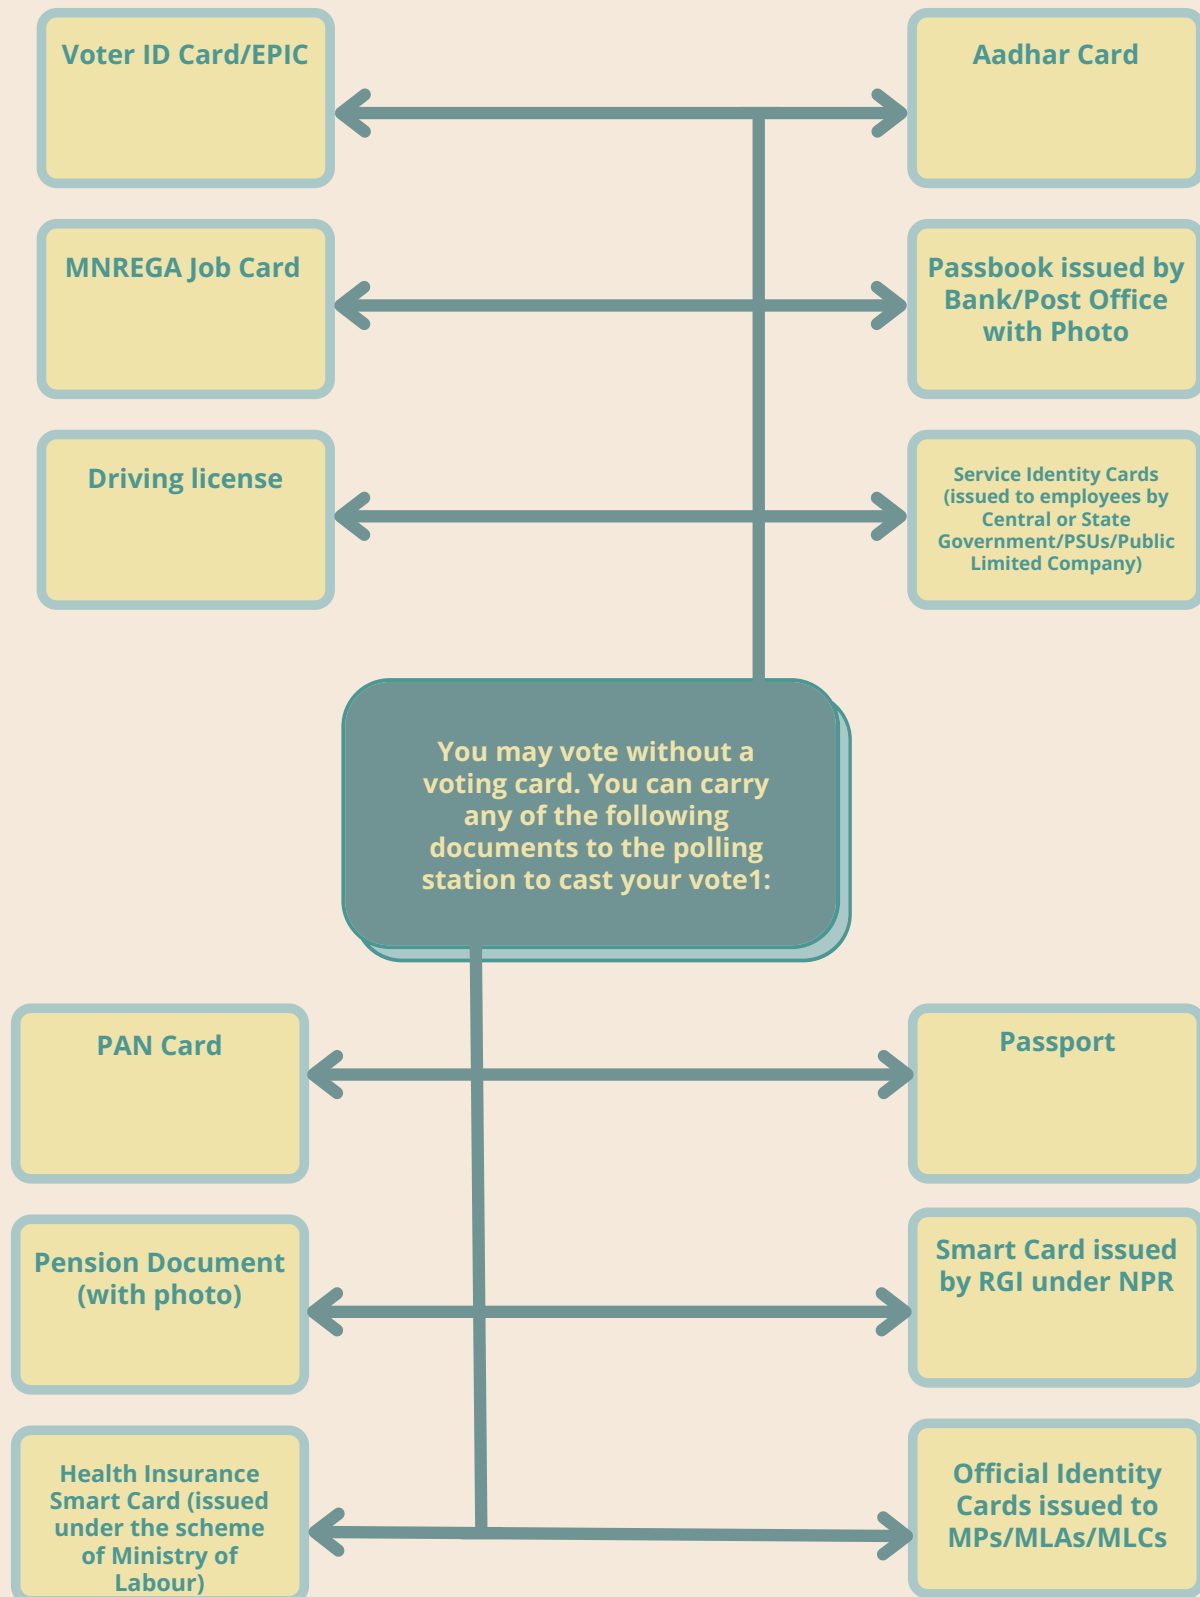 Voter ID Card/EPIC
Aadhar Card
MNREGA Job Card
Passbook issued by
Bank/Post Office
with Photo
Driving license
Service Identity Cards
(issued to employees by
Central or State
Government/PSUs/Public
Limited Company)
You may vote without a
voting card. You can carry
any of the following
documents to the polling
station to cast your vote1:
PAN Card
Passport
Pension Document
(with photo)
Smart Card issued
by RGI under NPR
Health Insurance
Smart Card (issued
under the scheme
of Ministry of
Labour)
Official Identity
Cards issued to
MPs/MLAs/MLCs